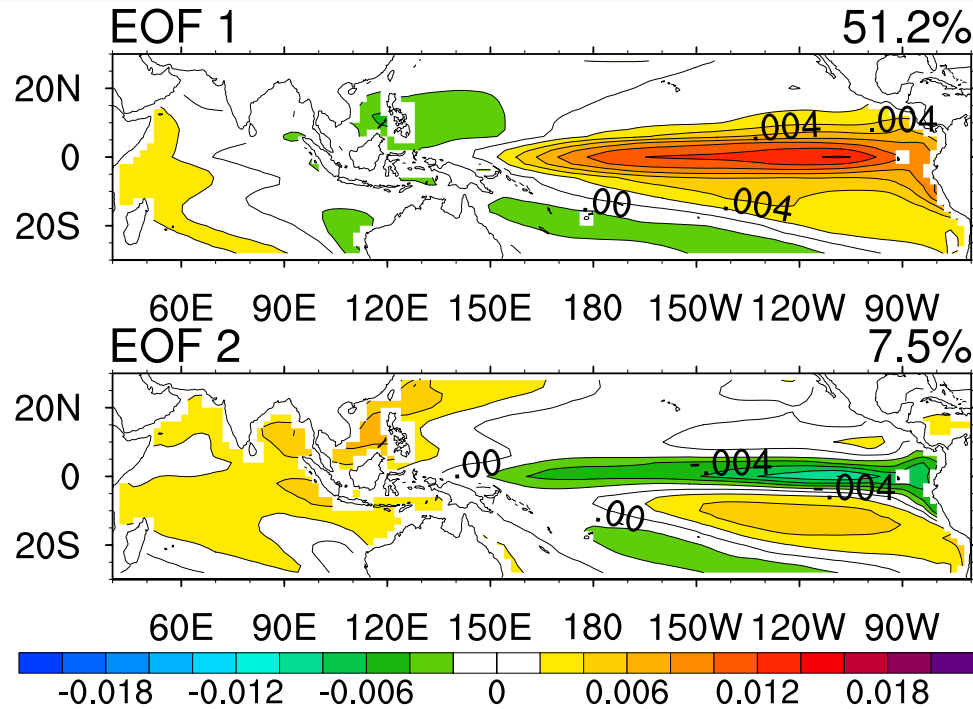 EOF 1 51.2%
20N
.004 .004
0
.00 .004
20S
60E 90E 120E 150E 180 150W 120W 90W
EOF 2 7.5%
20N
.00 -.004
0
-.004
.00
20S
60E 90E 120E 150E 180 150W 120W 90W
-0.018 -0.012 -0.006 0 0.006 0.012 0.018